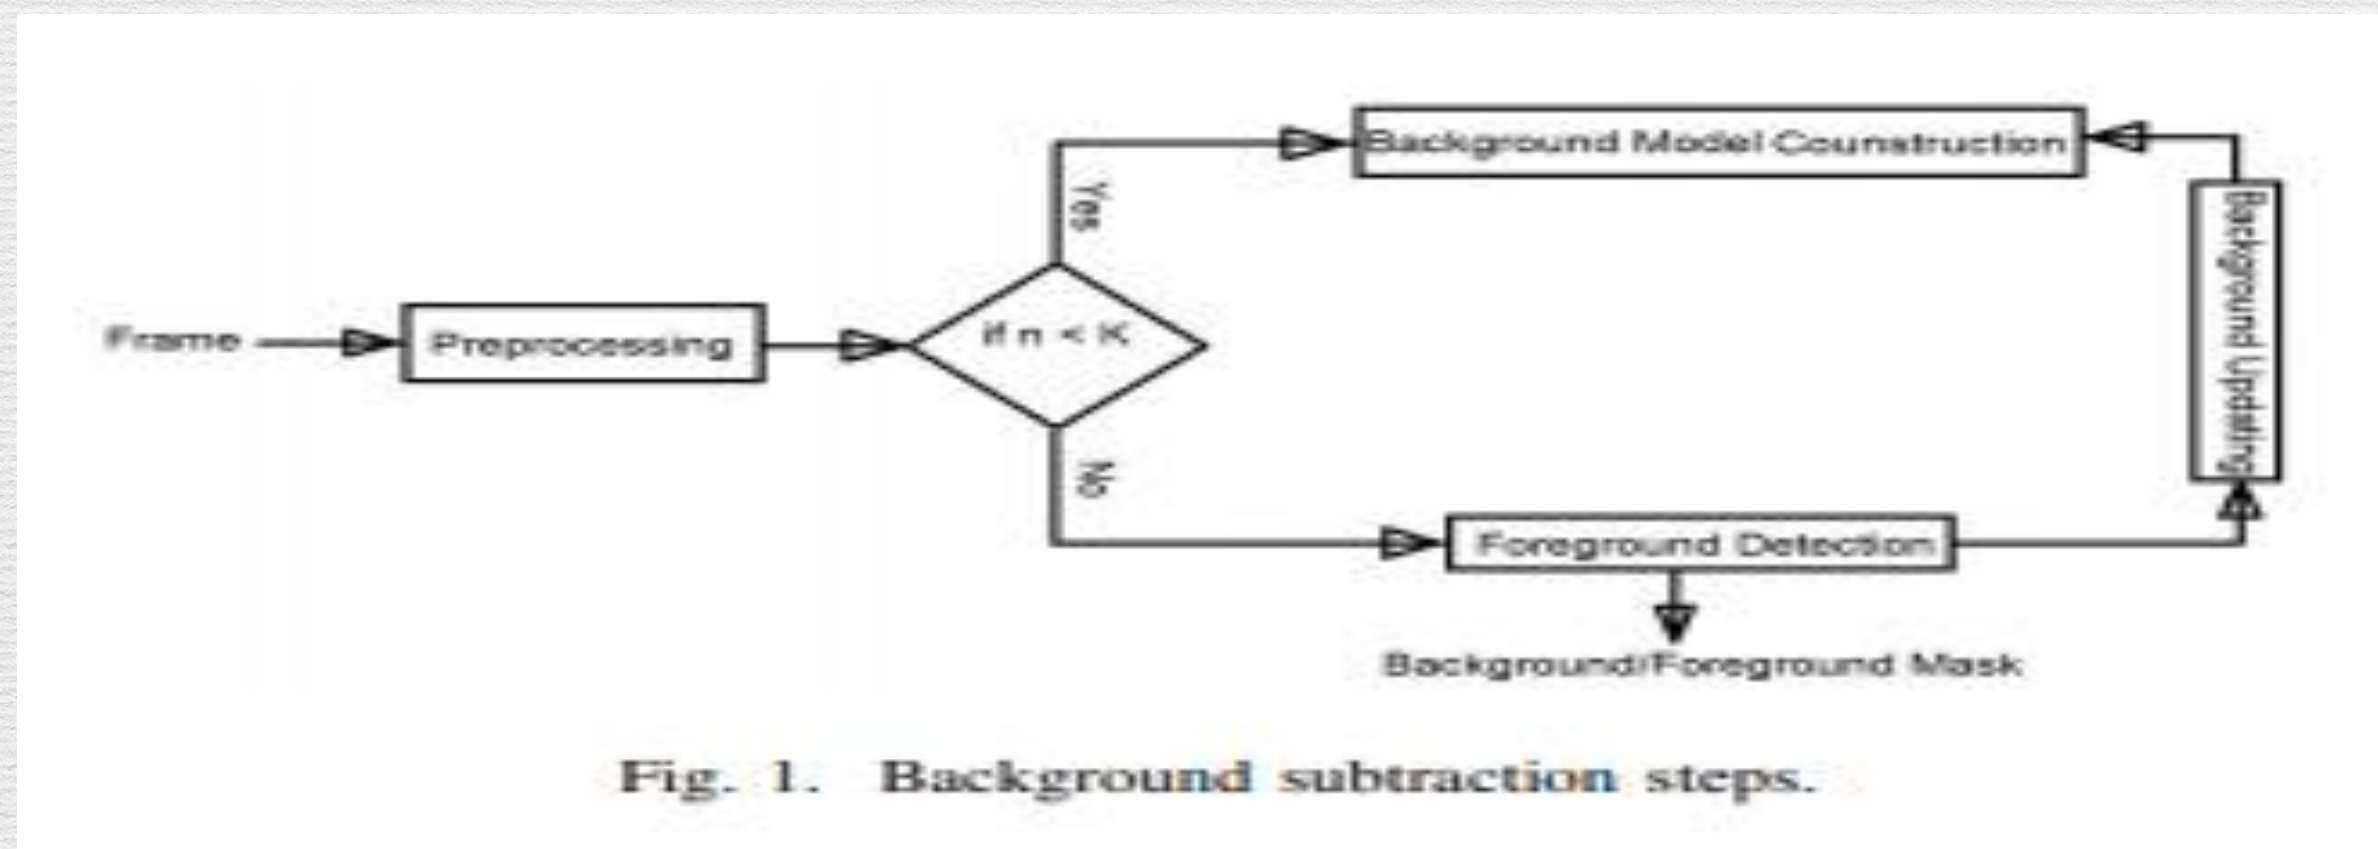 Background Model Counstruction
Yes
Background Updating
Frame
Preprocessing
if n < K
No
Foreground Detection
Background/Foreground Mask
Fig. 1. Background subtraction steps.